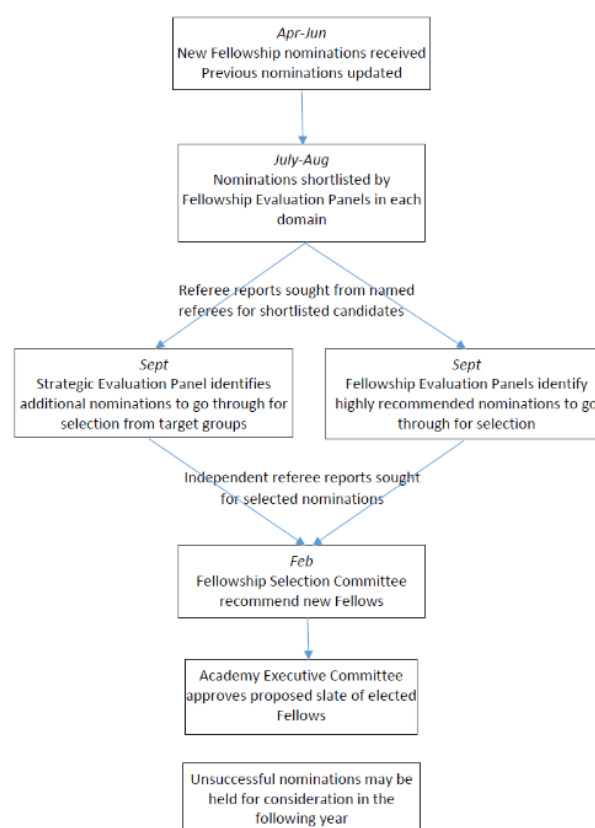 Apr-Jun
New Fellowship nominations received
Previous nominations updated
July-Aug
Nominations shortlisted by
Fellowship Evaluation Panels in each
domain
Referee reports sought from named
referees for shortlisted candidates
Sept
Strategic Evaluation Panel identifies
additional nominations to go through for
selection from target groups
Sept
Fellowship Evaluation Panels identify
highly recommended nominations to go
through for selection
Independent referee reports sought
for selected nominations
Feb
Fellowship Selection Committee
recommend new Fellows
Academy Executive Committee
approves proposed slate of elected
Fellows
Unsuccessful nominations may be
held for consideration in the
following year